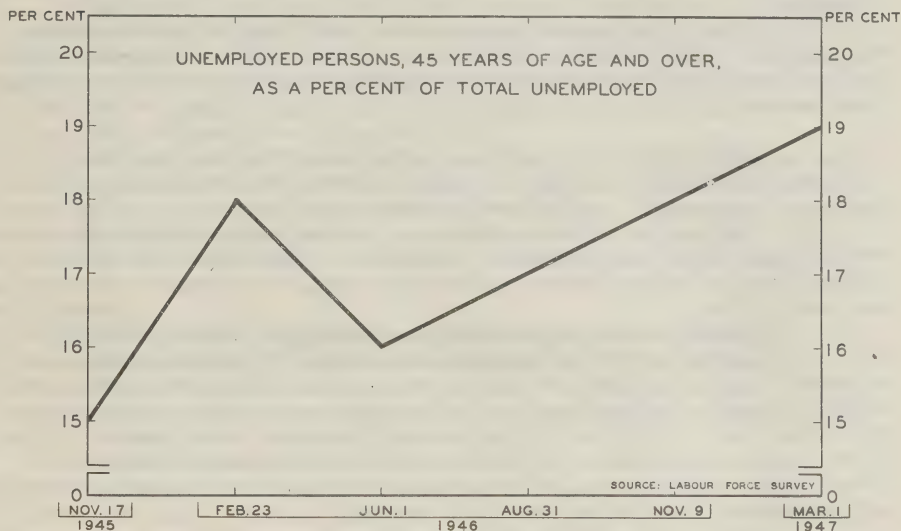 PER CENT
PER CENT
UNEMPLOYED PERSONS, 45 YEARS OF AGE AND OVER,
AS A PER CENT OF TOTAL UNEMPLOYED
20
19
18
17
16
15
0
20
19
18
17
16
15
0
SOURCE: LABOUR FORCE SURVEY
NOV. 17
FEB. 23
JUN. 1
AUG. 31
NOV. 9
MAR. 1
1945
1946
1947